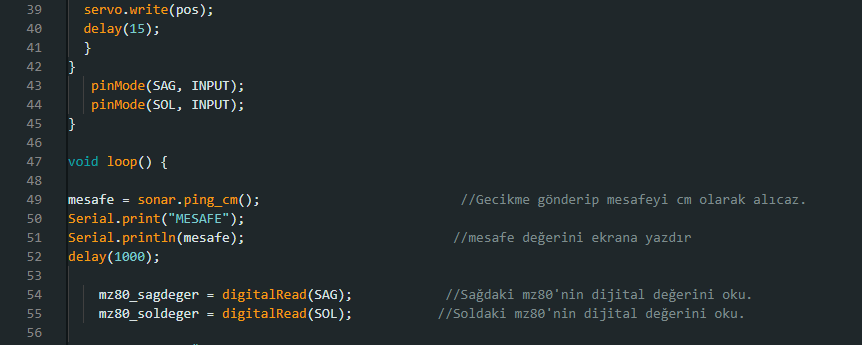 39 servo.write(pos);
40 delay(15);
41 }
42 }
43 pinMode(SAG, INPUT);
44 pinMode(SOL, INPUT);
45 }
46
47 void loop() {
48
49 mesafe = sonar.ping_cm(); //Gecikme gönderip mesafeyi cm olarak alıcaz.
50 Serial.print("MESAFE");
51 Serial.println(mesafe); //mesafe değerini ekrana yazdır
52 delay(1000);
53
54 mz80_sagdeger = digitalRead(SAG); //Sağdaki mz80'nin dijital değerini oku.
55 mz80_soldeger = digitalRead(SOL); //Soldaki mz80'nin dijital değerini oku.
56